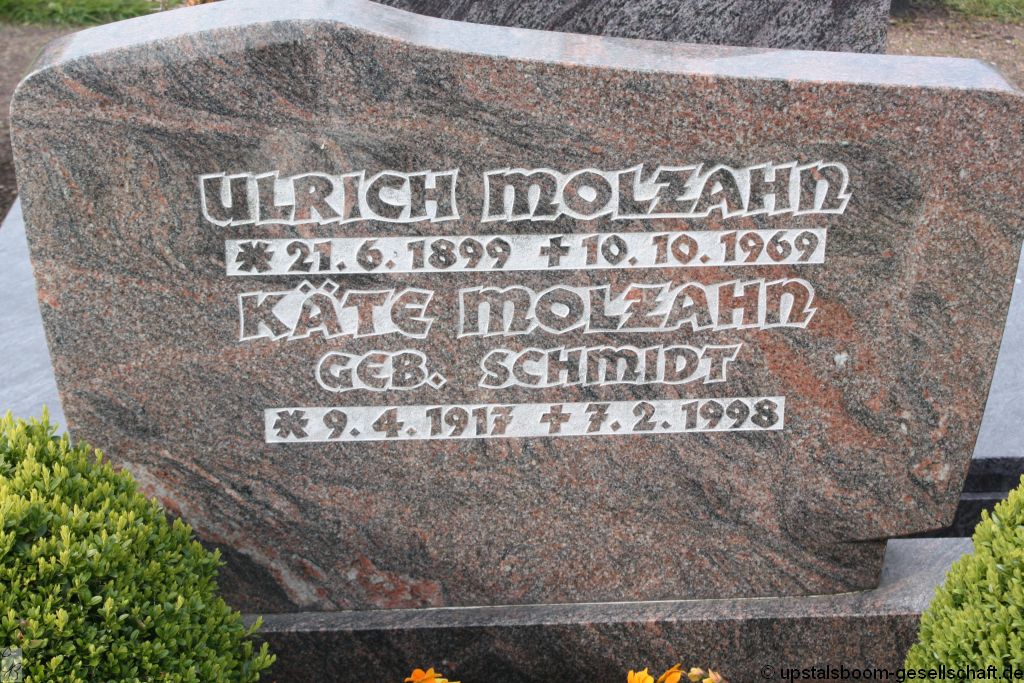 ULRICH MOLZAHN
* 21. 6. 1899 ✝ 10. 10. 1969
KÄTE MOLZAHN
GEB. SCHMIDT
* 9. 4. 1917 ✝ 7. 2. 1998
© upstalsboom-gesellschaft.de